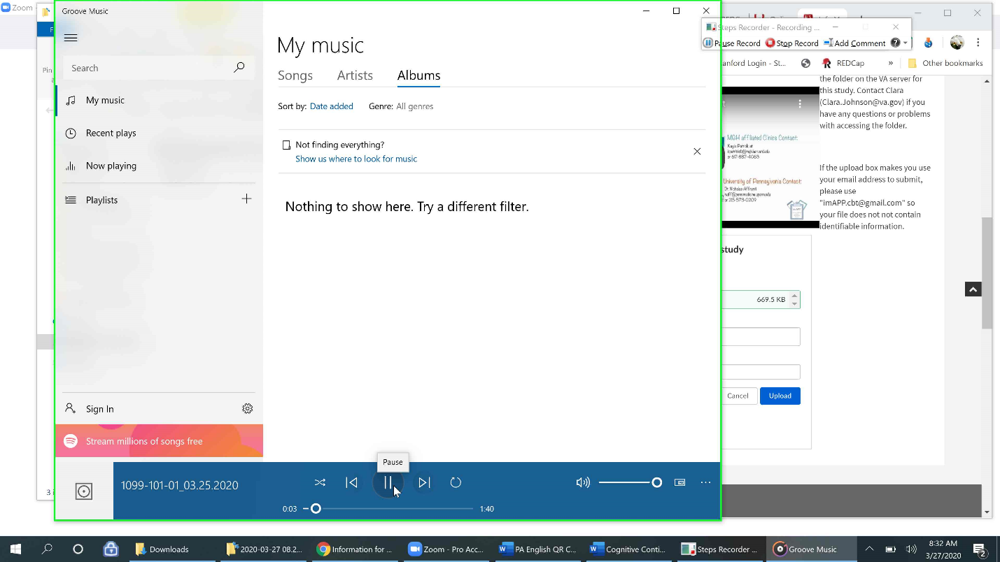 Zoom
Groove Music
Search
My music
Recent plays
Now playing
Playlists
Sign In
Stream millions of songs free
My music
Songs Artists Albums
Sort by: Date added Genre: All genres
Not finding everything?
Show us where to look for music
Nothing to show here. Try a different filter.
Pause
1099-101-01_03.25.2020
0:03
1:40
Steps Recorder - Recording ...
Pause Record Stop Record Add Comment
anford Login - St... REDCap » Other bookmarks
the folder on the VA server for
this study. Contact Clara
(Clara.Johnson@va.gov) if you
have any questions or problems
with accessing the folder.
MGH affiliated Clinics Contact:
University of Pennsylvania Contact:
or 215-573-0209
If the upload box makes you use
your email address to submit,
please use
"imAPP.cbt@gmail.com" so
your file does not not contain
identifiable information.
study
669.5 KB
Cancel Upload
Pin
3 i
Downloads
2020-03-27 08.2...
Information for ...
Zoom - Pro Acc...
PA English QR C...
Cognitive Conti...
Steps Recorder ...
Groove Music
8:32 AM
3/27/2020
2